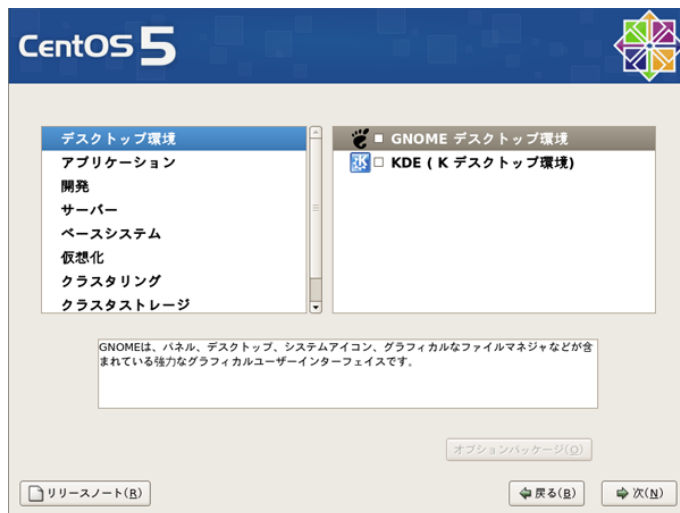 CentOS 5
デスクトップ環境
アプリケーション
開発
サーバー
ベースシステム
仮想化
クラスタリング
クラスタストレージ
GNOME デスクトップ環境
KDE ( K デスクトップ環境)
GNOMEは、パネル、デスクトップ、システムアイコン、グラフィカルなファイルマネジャなどが含
まれている強力なグラフィカルユーザーインターフェイスです。
オプションパッケージ(O)
リリースノート(R)
戻る(B)
次(N)